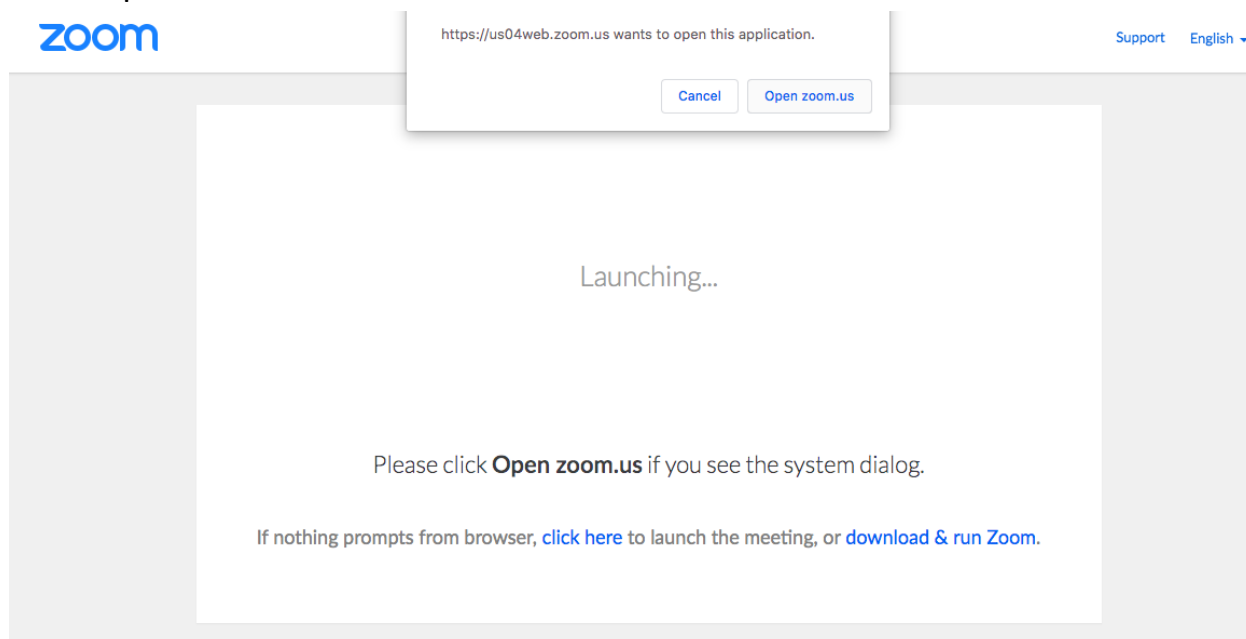 zoom
https://us04web.zoom.us wants to open this application.
Support English
Cancel Open zoom.us
Launching...
Please click Open zoom.us if you see the system dialog.
If nothing prompts from browser, click here to launch the meeting, or download & run Zoom.